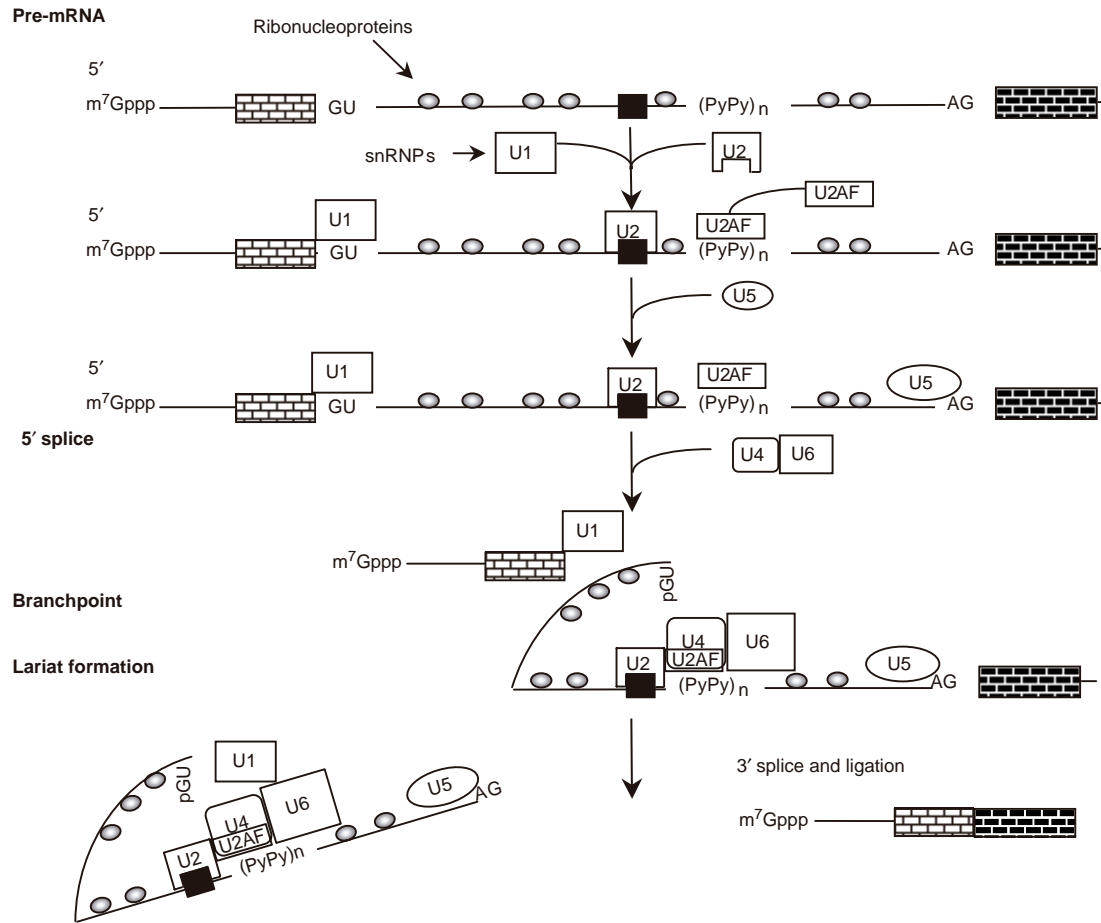 Pre-mRNA
Ribonucleoproteins
5′
m⁷Gppp GU (PyPy)n AG
snRNPs U1 U2
U2AF
5′ U1 U2 U2AF
m⁷Gppp GU (PyPy)n AG
U5
5′ U1 U2 U2AF U5
m⁷Gppp GU (PyPy)n AG
5′ splice
U4 U6
U1
m⁷Gppp
pGU
Branchpoint
U4 U6
Lariat formation U2 U2AF U5
(PyPy)n AG
U1
pGU
3′ splice and ligation
U6 U5 AG
U4
U2AF
U2 (PyPy)n
m⁷Gppp